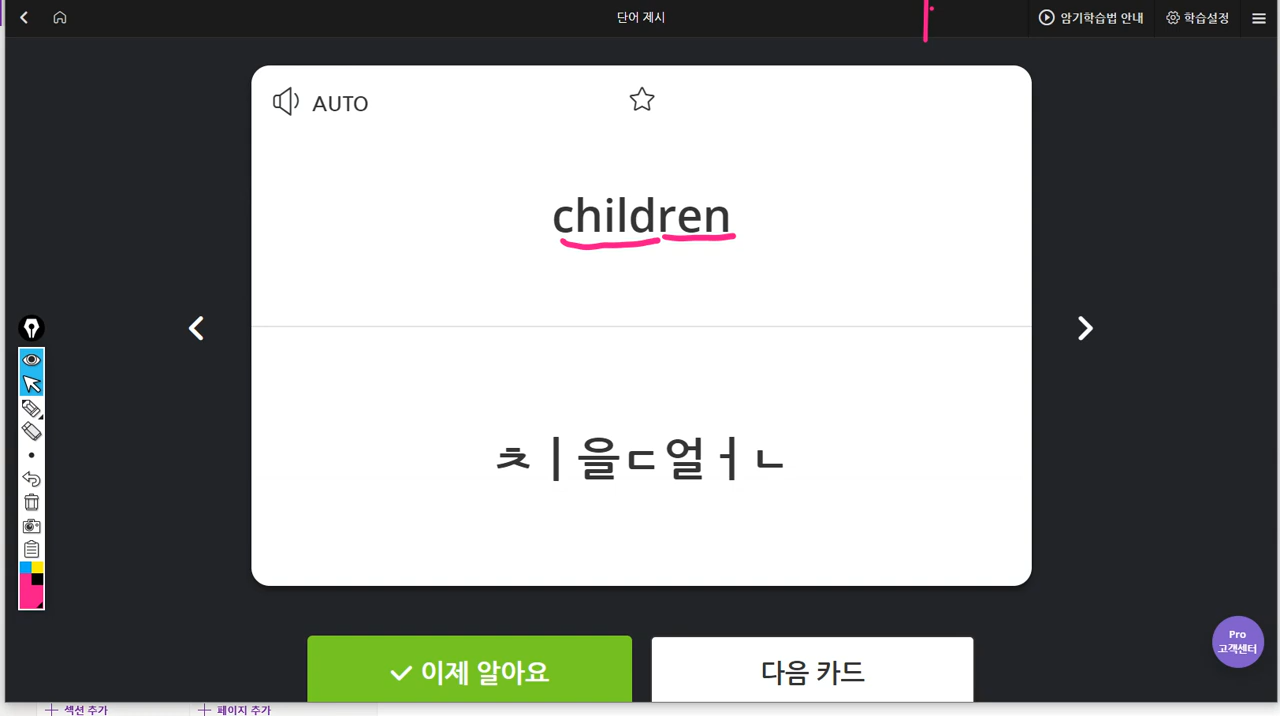 단어 제시
암기학습법 안내
학습설정
AUTO
children
ㅊㅣ을ㄷ얼ㅓㄴ
이제 알아요
다음 카드
Pro
고객센터
섹션 추가
페이지 추가